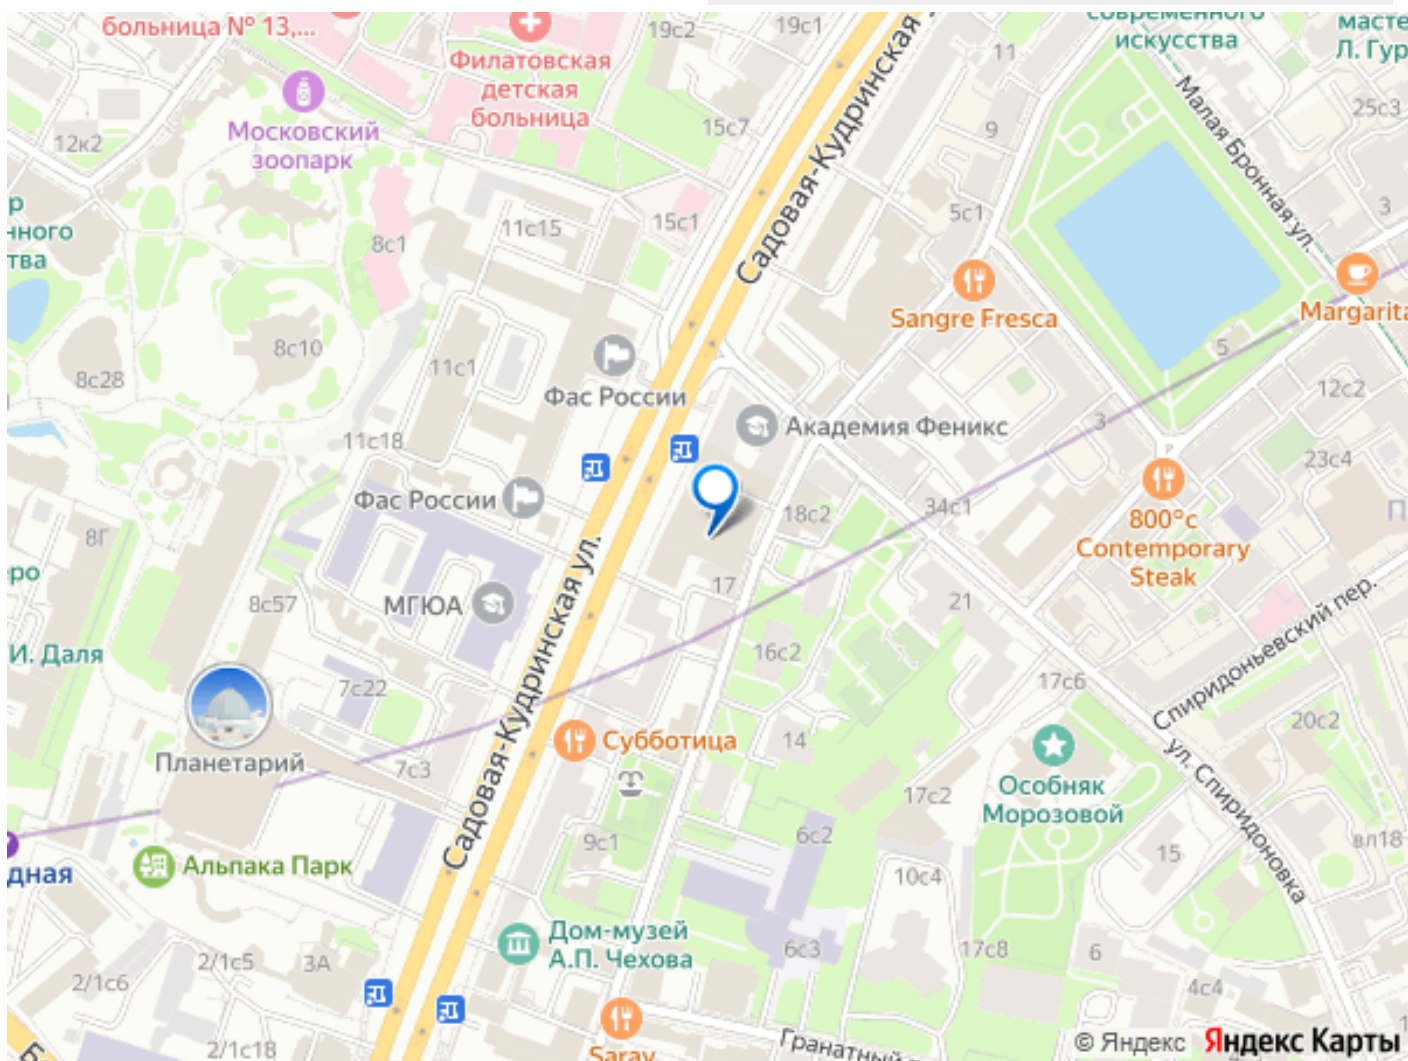 больница № 13,...
Филатовская
детская
больница
19с2
19с1
11
современного
искусства
Л. Гур
25с3
12к2
Московский
зоопарк
15с7
9
Малая Бронная ул.
Садовая-Кудринская
3
р
нного
тва
8с1
11с15
15с1
5с1
Sangre Fresca
Margarita
8с10
8с28
11с1
Фас России
5
12с2
Академия Феникс
3
11с18
23с4
Фас России
18с2
34с1
800°c
Contemporary
Steak
П
8Г
ро
МГЮА
8с57
17
21
Садовая-Кудринская ул.
Спиридоньевский пер.
И. Даля
7с22
16с2
17с6
20с2
Планетарий
7с3
Субботица
14
Особняк
Морозовой
ул. Спиридоновка
17с2
дная
Альпака Парк
9с1
6с2
15
вл18
10с4
Дом-музей
А.П. Чехова
6с3
17с8
6
4с4
2/1с5
3А
2/1с6
2/1с18
Saray
Гранатный
1
Б
© Яндекс Яндекс Карты